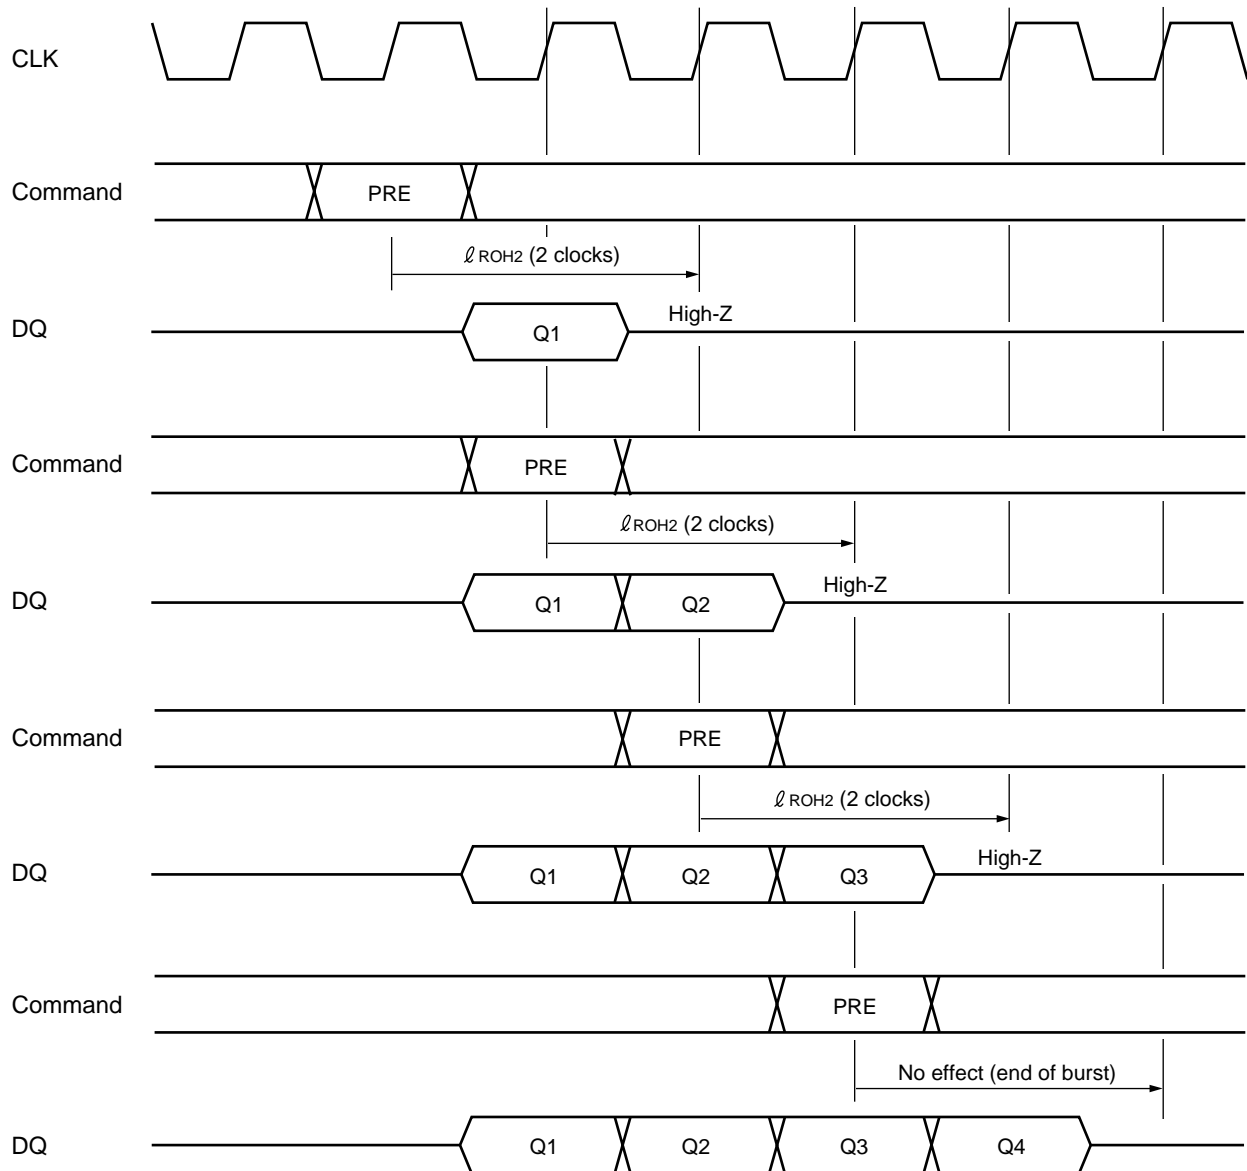 CLK
Command PRE
ℓROH2 (2 clocks)
High-Z
DQ Q1
Command PRE
ℓROH2 (2 clocks)
High-Z
DQ Q1 Q2
Command PRE
ℓROH2 (2 clocks)
High-Z
DQ Q1 Q2 Q3
Command PRE
No effect (end of burst)
DQ Q1 Q2 Q3 Q4